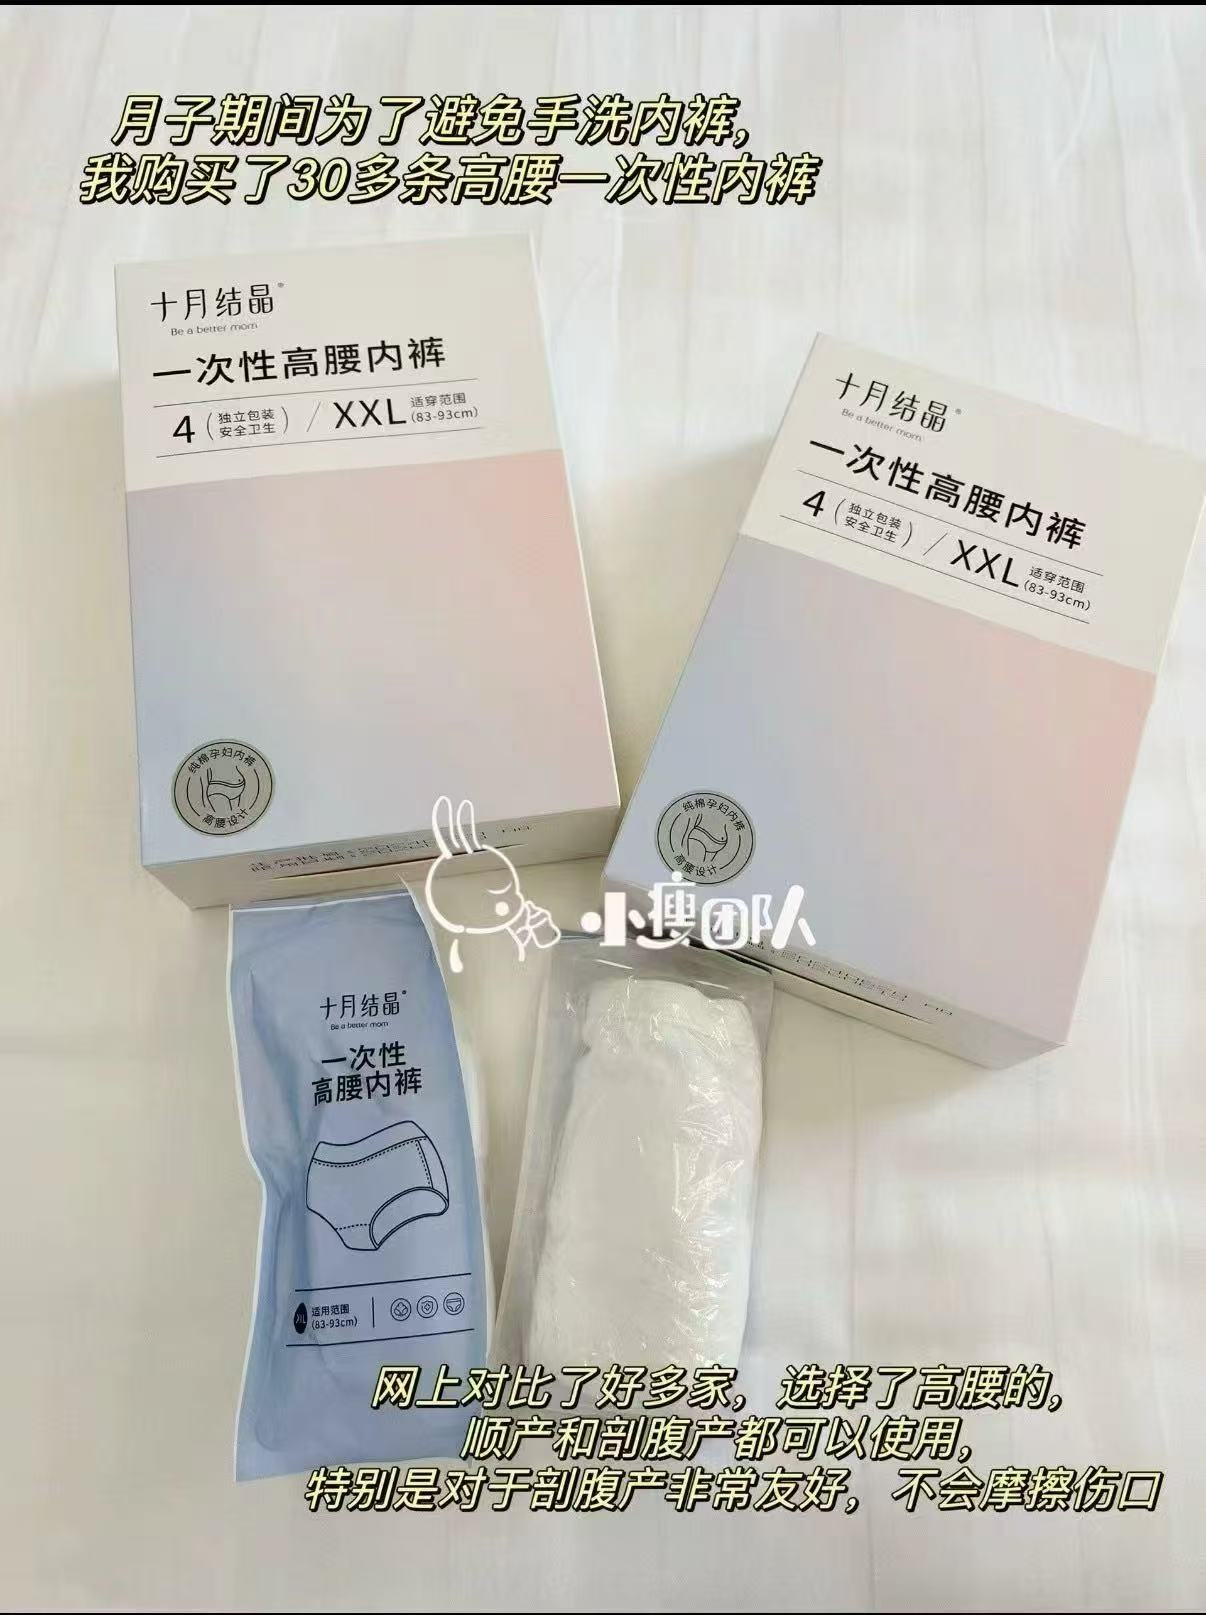 月子期间为了避免手洗内裤，
我购买了30多条高腰一次性内裤
十月结晶®
Be a better mom
一次性高腰内裤
4（独立包装 安全卫生）/ XXL 适穿范围 (83-93cm)
纯棉孕妇内裤
高腰设计
十月结晶®
Be a better mom
一次性高腰内裤
4（独立包装 安全卫生）/ XXL 适穿范围 (83-93cm)
纯棉孕妇内裤
高腰设计
小瘦团队
十月结晶®
Be a better mom
一次性
高腰内裤
适用范围
(83-93cm)
网上对比了好多家，选择了高腰的，
顺产和剖腹产都可以使用，
特别是对于剖腹产非常友好，不会摩擦伤口